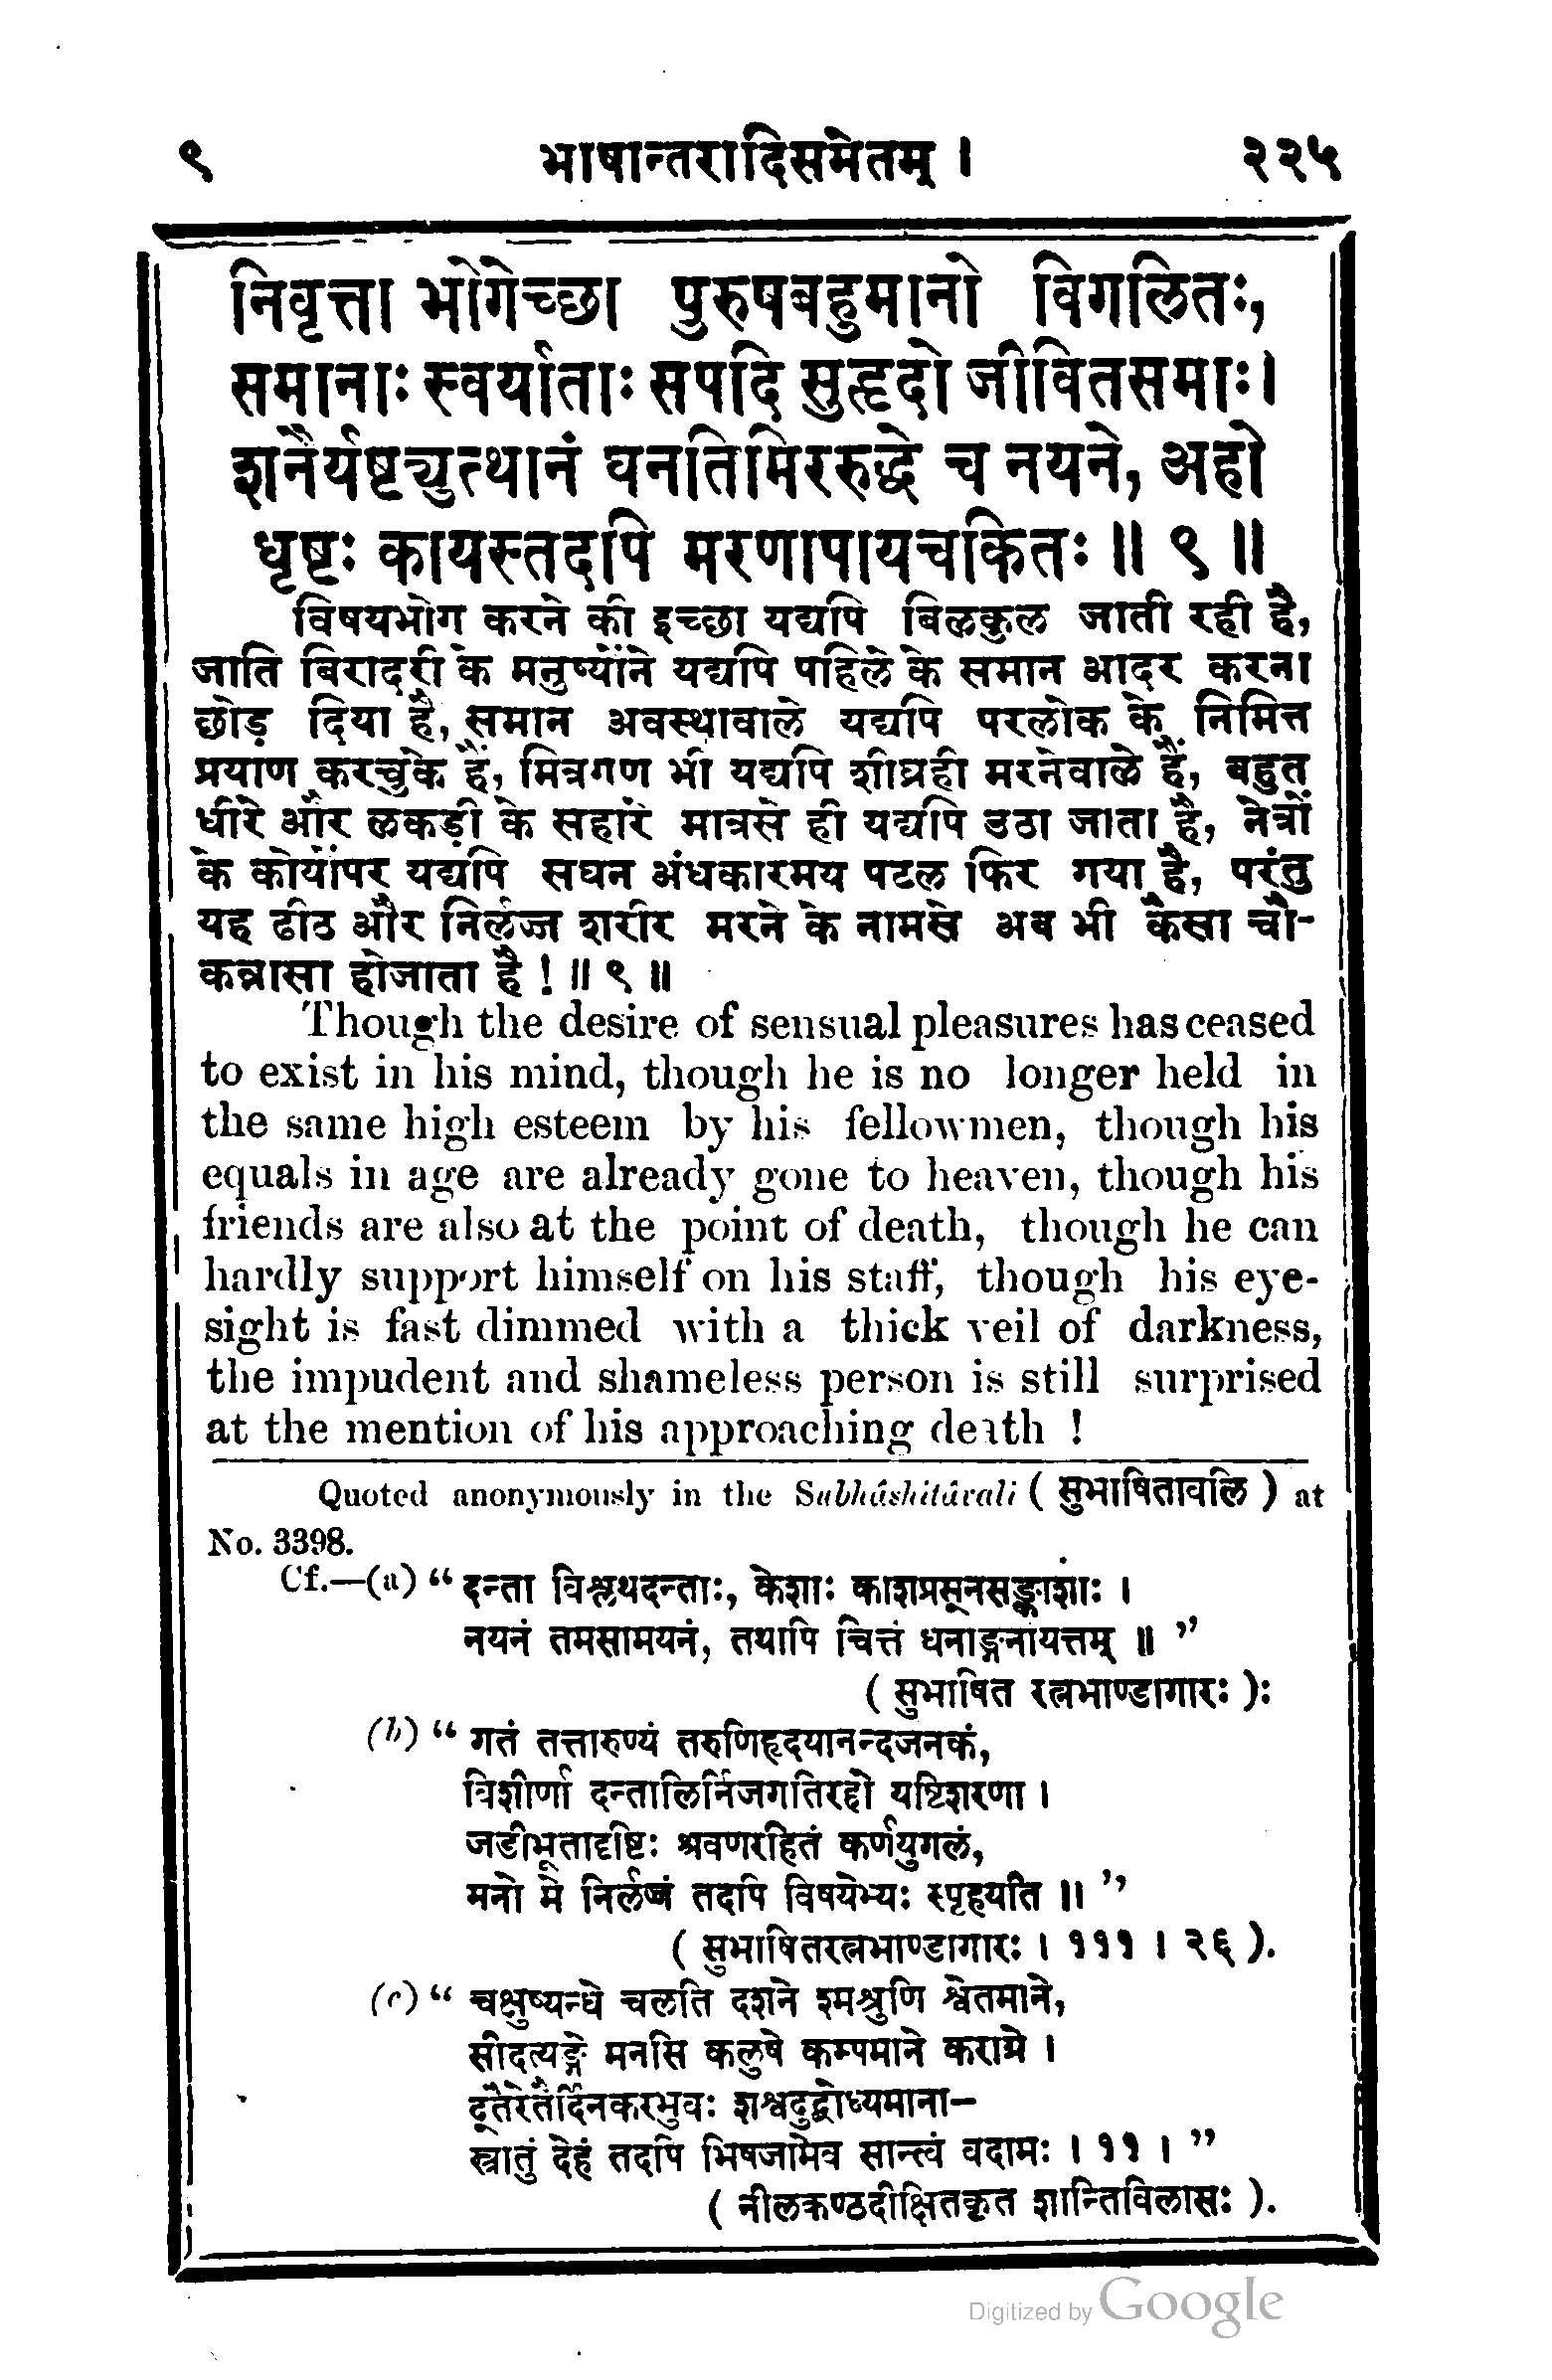 ९ भाषान्तरादिसमेतम् । २२५
निवृत्ता भोगेच्छा पुरुषबहुमानो विगलितः,
समानाः स्वर्याताः सपदि सुहृदो जीवितसमाः।
शनैर्यष्ट्युत्थानं घनतिमिररुद्धे च नयने, अहो
धृष्टः कायस्तदपि मरणापायचकितः ॥ ९ ॥
विषयभोग करने की इच्छा यद्यपि बिलकुल जाती रही है,
जाति बिरादरी के मनुष्योंने यद्यपि पहिले के समान आदर करना
छोड़ दिया है, समान अवस्थावाले यद्यपि परलोक के निमित्त
प्रयाण करचुके हैं, मित्रगण भी यद्यपि शीघ्रही मरनेवाले हैं, बहुत
धीरे और लकड़ी के सहारे मात्रसे ही यद्यपि उठा जाता है, नेत्रों
के कोयोंपर यद्यपि सघन अंधकारमय पटल फिर गया है, परंतु
यह ढीठ और निर्लज्ज शरीर मरने के नामसे अब भी कैसा चौ-
कन्नासा होजाता है ! ॥ ९ ॥
Though the desire of sensual pleasures has ceased
to exist in his mind, though he is no longer held in
the same high esteem by his fellowmen, though his
equals in age are already gone to heaven, though his
friends are also at the point of death, though he can
hardly support himself on his staff, though his eye-
sight is fast dimmed with a thick veil of darkness,
the impudent and shameless person is still surprised
at the mention of his approaching death !
Quoted anonymously in the Subhâshitâvali ( सुभाषितावलि ) at
No. 3398.
Cf.—(a) “ दन्ता विश्लथदन्ताः, केशाः काशप्रसूनसङ्काशाः ।
नयनं तमसामयनं, तथापि चित्तं धनाङ्गनायत्तम् ॥ ”
( सुभाषित रत्नभाण्डागारः ):
(b) “ गतं तत्तारुण्यं तरुणिहृदयानन्दजनकं,
विशीर्णा दन्तालिर्निजगतिरहो यष्टिशरणा ।
जडीभूतादृष्टिः श्रवणरहितं कर्णयुगलं,
मनो मे निर्लज्जं तदपि विषयेभ्यः स्पृहयति ॥ ”
( सुभाषितरत्नभाण्डागारः । १११ । २६ ).
(c) “ चक्षुष्यन्धे चलति दशने श्मश्रुणि श्वेतमाने,
सीदत्यङ्गे मनसि कलुषे कम्पमाने कराग्रे ।
दूतैरेतैर्दिनकरभुवः शश्वदुद्बोध्यमाना-
स्त्रातुं देहं तदपि भिषजामेव सान्त्वं वदामः । ११ । ”
( नीलकण्ठदीक्षितकृत शान्तिविलासः ).
Digitized by Google